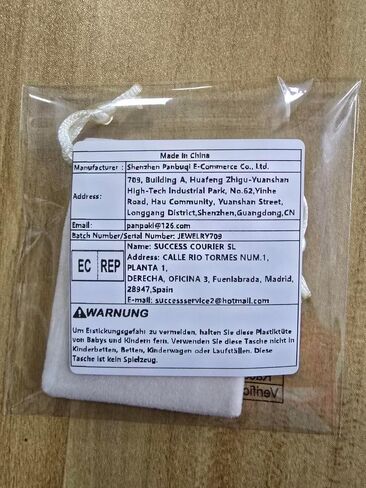 Made in China
Manufacturer : Shenzhen Panbuqi E-Commerce Co., Ltd.
Address: 709, Building A, Huafeng Zhigu-Yuanshan
High-Tech Industrial Park, No.62,Yinhe
Road, Hau Community, Yuanshan Street,
Longgang District,Shenzhen,Guangdong,CN
Email: panpoki@126.com
Batch Number/Serial Number: JEWELRY709
EC REP
Name: SUCCESS COURIER SL
Address: CALLE RIO TORMES NUM.1,
PLANTA 1,
DERECHA, OFICINA 3, Fuenlabrada, Madrid,
28947,Spain
E-mail: successservice2@hotmail.com
WARNUNG
Um Erstickungsgefahr zu vermeiden, halten Sie diese Plastiktüte
von Babys und Kindern fern. Verwenden Sie diese Tasche nicht in
Kinderbetten, Betten, Kinderwagen oder Laufställen. Diese
Tasche ist kein Spielzeug.